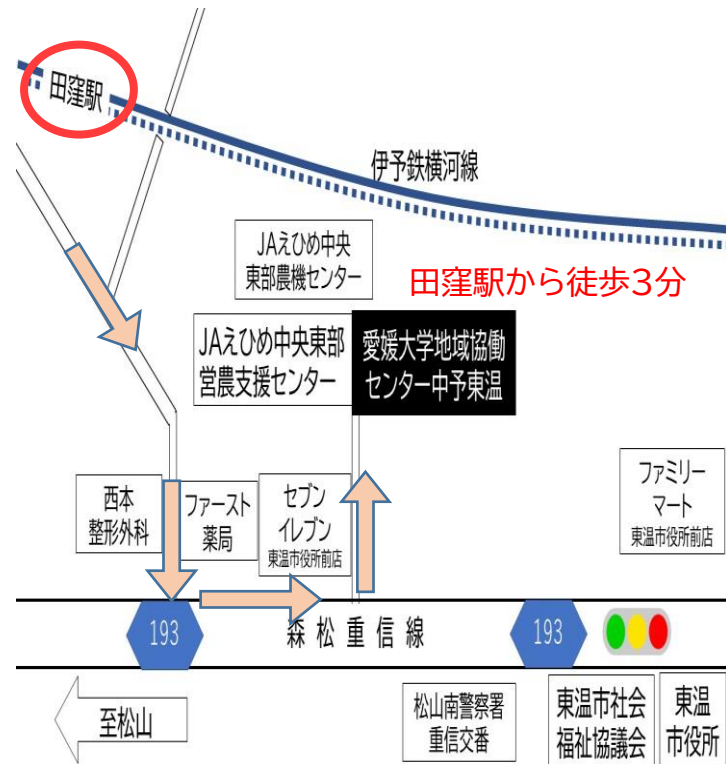 田窪駅
伊予鉄横河線
JAえひめ中央
東部農機センター
田窪駅から徒歩3分
JAえひめ中央東部
営農支援センター
愛媛大学地域協働
センター中予東温
西本
整形外科
ファースト
薬局
セブン
イレブン
東温市役所前店
ファミリー
マート
東温市役所前店
193
森松重信線
193
至松山
松山南警察署
重信交番
東温市社会
福祉協議会
東温
市役所